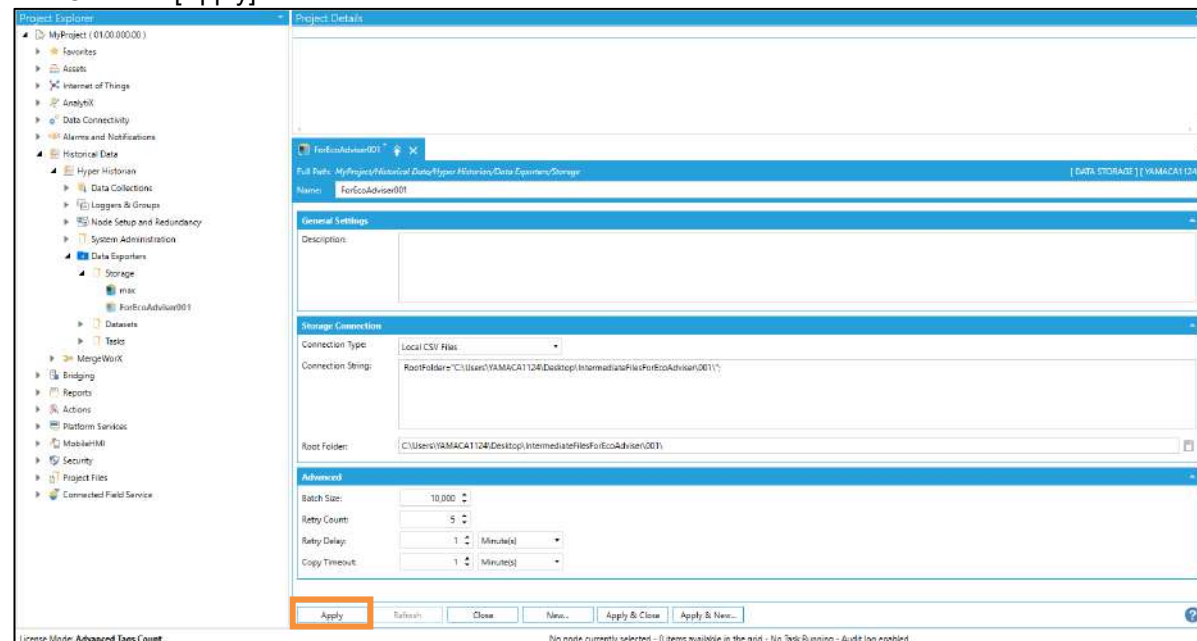 [Apply]
Project Explorer
MyProject ( 01.00.000.00 )
Favorites
Assets
Internet of Things
AnalytiX
Data Connectivity
Alarms and Notifications
Historical Data
Hyper Historian
Data Collections
Loggers & Groups
Node Setup and Redundancy
System Administration
Data Exporters
Storage
max
ForEcoAdviser001
Datasets
Tasks
MergeWorX
Bridging
Reports
Actions
Platform Services
MobileHMI
Security
Project Files
Connected Field Service
Project Details
ForEcoAdviser001 *
Full Path: MyProject/Historical Data/Hyper Historian/Data Exporters/Storage
[ DATA STORAGE ] [ YAMACA1124
Name: ForEcoAdviser001
General Settings
Description:
Storage Connection
Connection Type: Local CSV Files
Connection String: RootFolder="C:\Users\YAMACA1124\Desktop\IntermediateFilesForEcoAdviser\001\";
Root Folder: C:\Users\YAMACA1124\Desktop\IntermediateFilesForEcoAdviser\001\
Advanced
Batch Size: 10,000
Retry Count: 5
Retry Delay: 1 Minute(s)
Copy Timeout: 1 Minute(s)
Apply Refresh Close New... Apply & Close Apply & New... ?
License Mode: Advanced Tags Count
No node currently selected - 0 items available in the grid - No Task Running - Audit log enabled